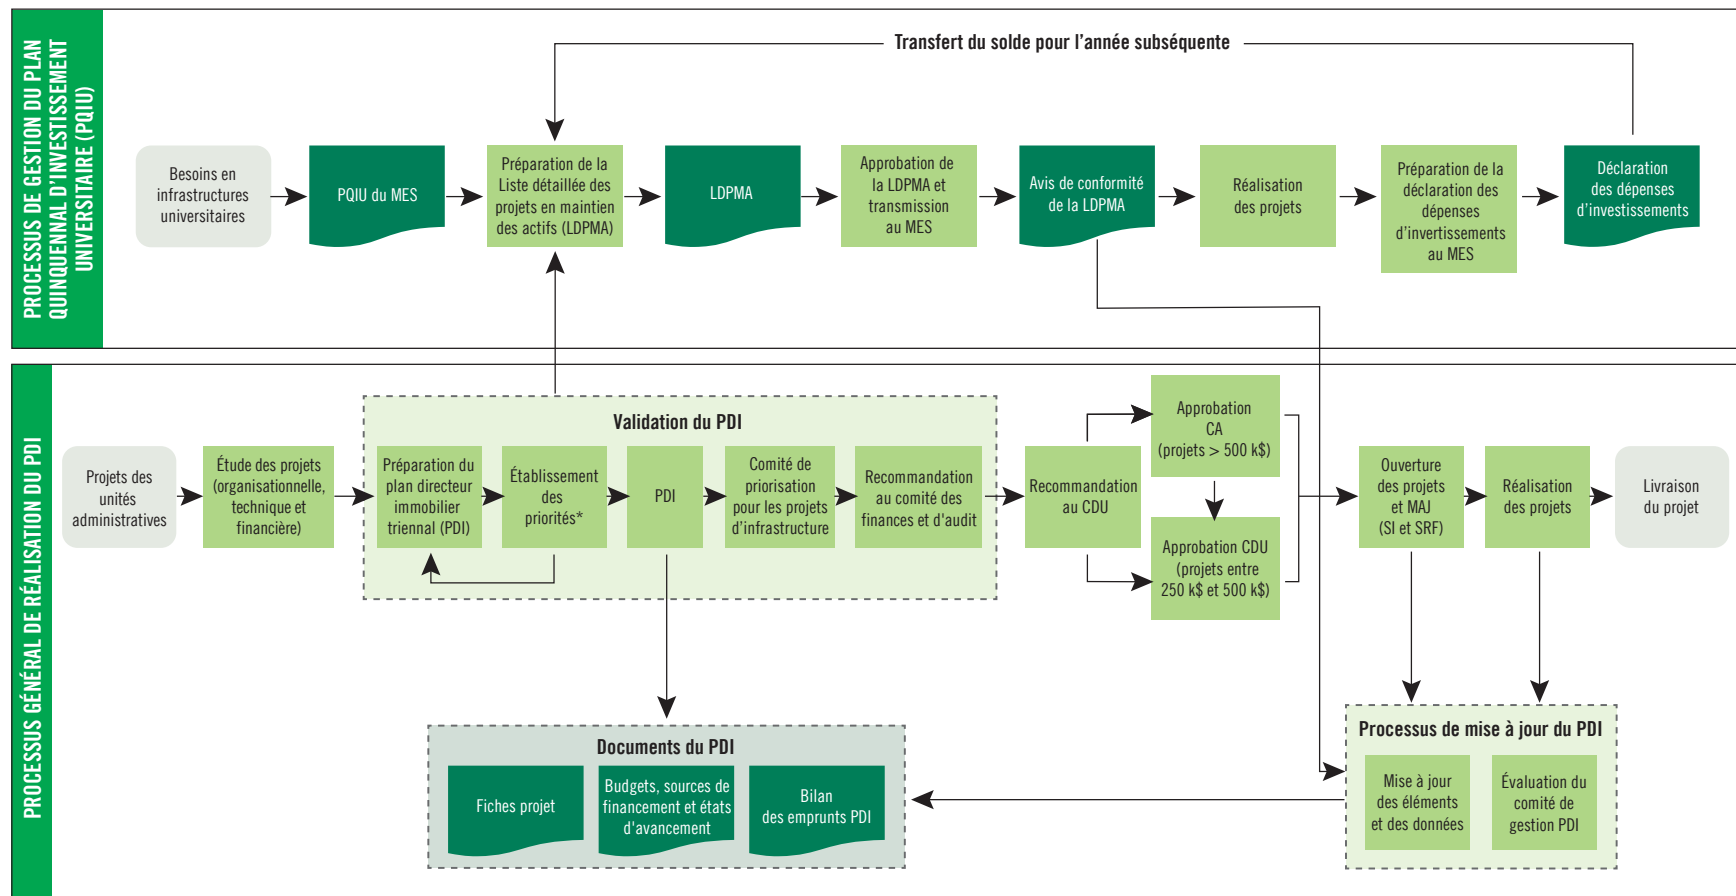 PROCESSUS DE GESTION DU PLAN
QUINQUENNAL D'INVESTISSEMENT
UNIVERSITAIRE (PQIU)
Transfert du solde pour l'année subséquente
Besoins en
infrastructures
universitaires
PQIU du MES
Préparation de la
Liste détaillée des
projets en maintien
des actifs (LDPMA)
LDPMA
Approbation de
la LDPMA et
transmission
au MES
Avis de conformité
de la LDPMA
Réalisation
des projets
Préparation de la
déclaration des
dépenses
d'invertissements
au MES
Déclaration
des dépenses
d'investissements
PROCESSUS GÉNÉRAL DE RÉALISATION DU PDI
Projets des
unités
administratives
Étude des projets
(organisationnelle,
technique et
financière)
Validation du PDI
Préparation du
plan directeur
immobilier
triennal (PDI)
Établissement
des
priorités*
PDI
Comité de
priorisation
pour les projets
d'infrastructure
Recommandation
au comité des
finances et d'audit
Recommandation
au CDU
Approbation
CA
(projets > 500 k$)
Approbation CDU
(projets entre
250 k$ et 500 k$)
Ouverture
des projets
et MAJ
(SI et SRF)
Réalisation
des projets
Livraison
du projet
Documents du PDI
Fiches projet
Budgets, sources de
financement et états
d'avancement
Bilan
des emprunts PDI
Processus de mise à jour du PDI
Mise à jour
des éléments
et des données
Évaluation du
comité de
gestion PDI